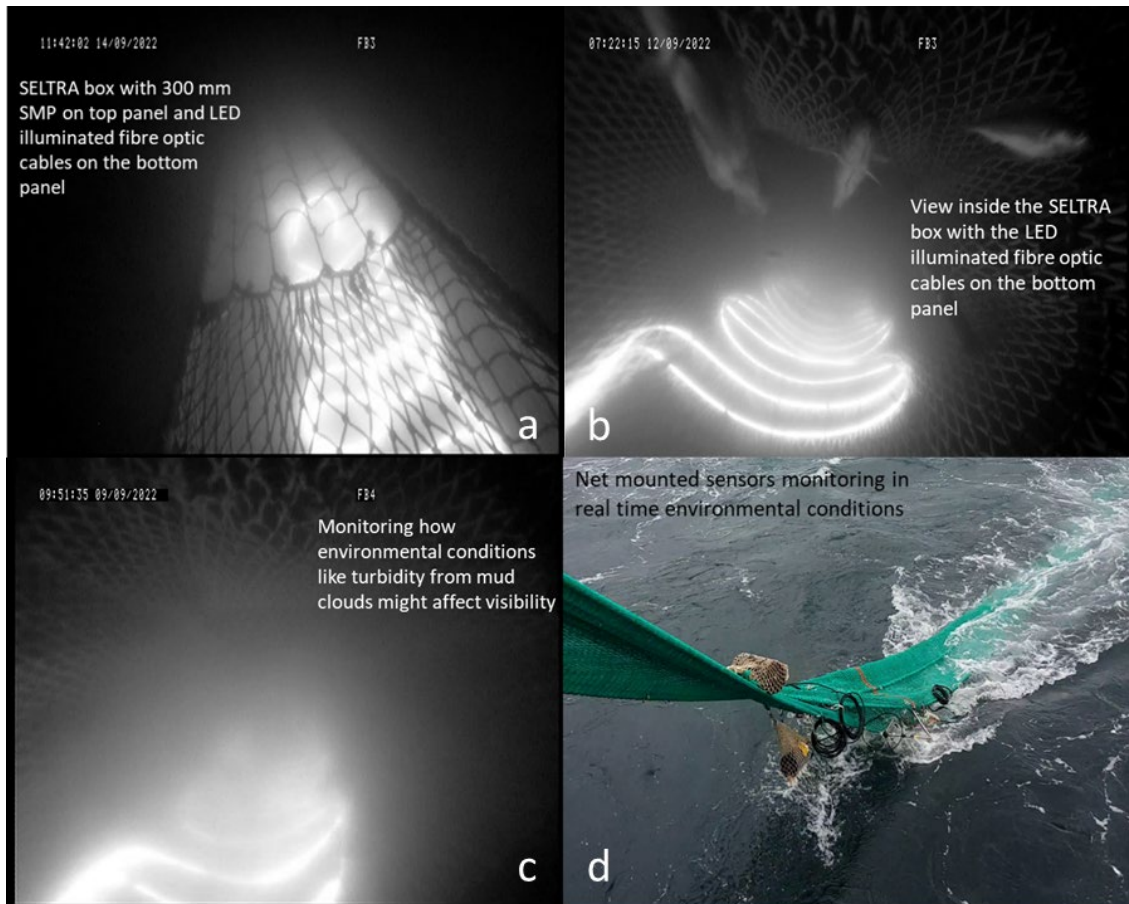 11:42:02 14/09/2022 FB3
SELTRA box with 300 mm
SMP on top panel and LED
illuminated fibre optic
cables on the bottom
panel
a
07:22:15 12/09/2022 FB3
View inside the SELTRA
box with the LED
illuminated fibre optic
cables on the bottom
panel
b
09:51:35 09/09/2022 FB4
Monitoring how
environmental conditions
like turbidity from mud
clouds might affect visibility
c
Net mounted sensors monitoring in
real time environmental conditions
d